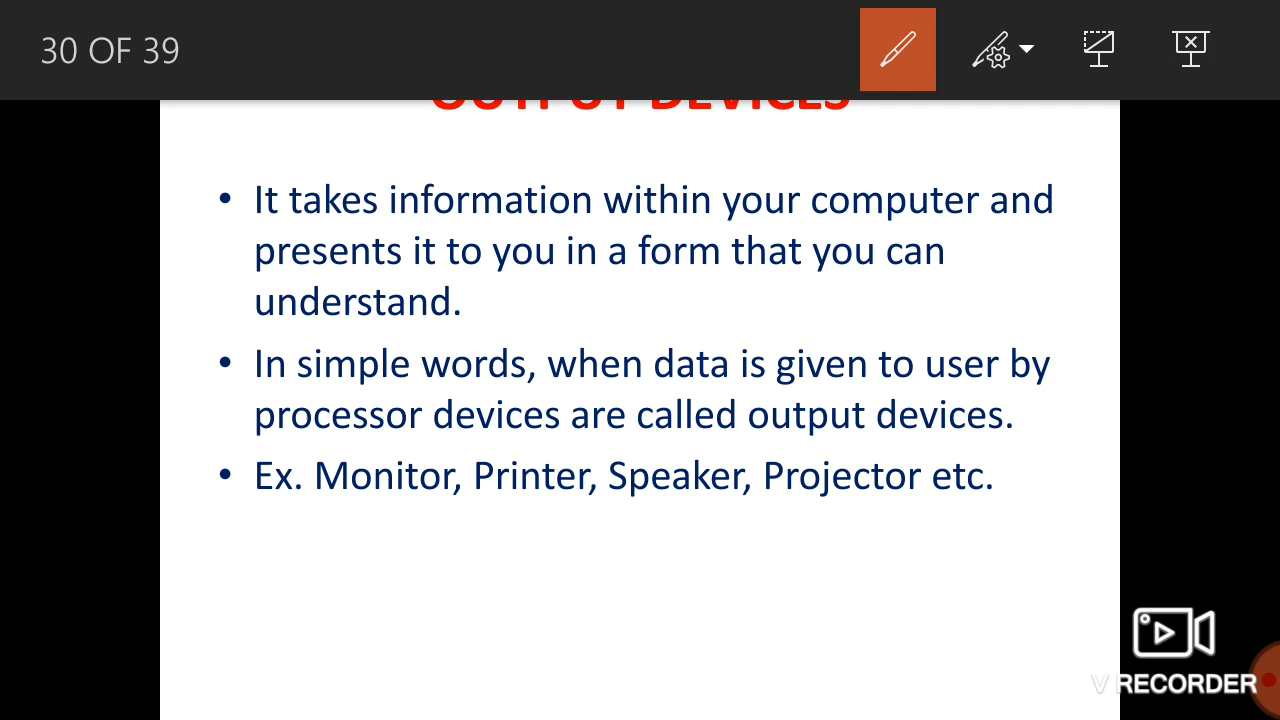 30 OF 39
OUTPUT DEVICES
• It takes information within your computer and
presents it to you in a form that you can
understand.
• In simple words, when data is given to user by
processor devices are called output devices.
• Ex. Monitor, Printer, Speaker, Projector etc.
V RECORDER